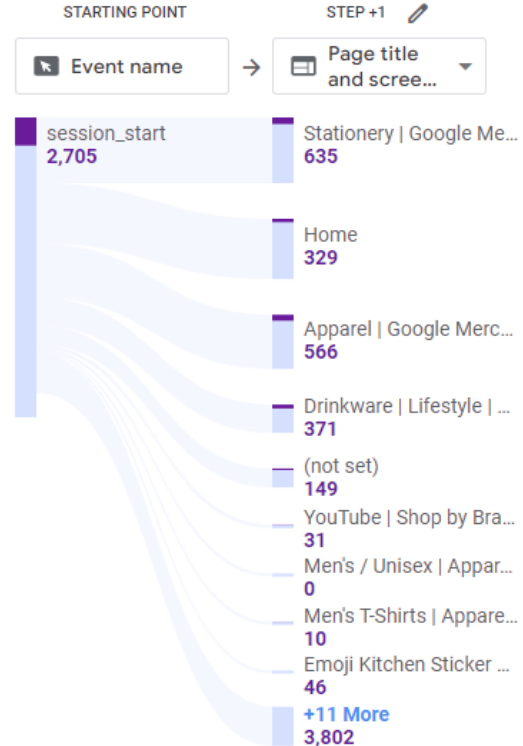 STARTING POINT
STEP +1
Event name
Page title
and scree...
session_start
2,705
Stationery | Google Me...
635
Home
329
Apparel | Google Merc...
566
Drinkware | Lifestyle | ...
371
(not set)
149
YouTube | Shop by Bra...
31
Men's / Unisex | Appar...
0
Men's T-Shirts | Appare...
10
Emoji Kitchen Sticker ...
46
+11 More
3,802